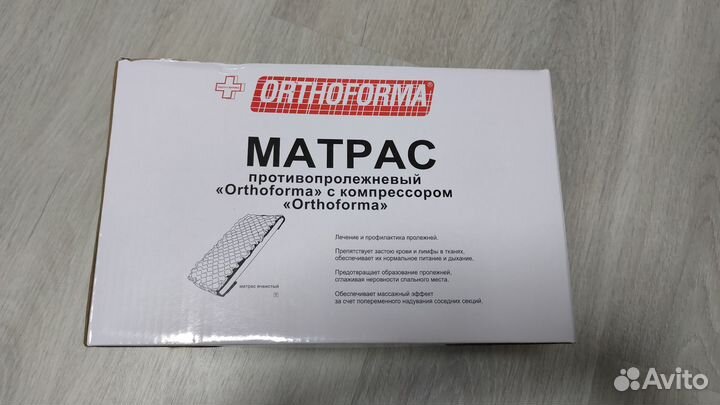 ORTHOFORMA®
МАТРАС
противопролежневый
«Orthoforma» с компрессором
«Orthoforma»
Лечение и профилактика пролежней.
Препятствует застою крови и лимфы в тканях,
обеспечивает их нормальное питание и дыхание.
Предотвращает образование пролежней,
сглаживая неровности спального места.
Обеспечивает массажный эффект
за счет попеременного надувания соседних секций.
матрас ячеистый
Avito